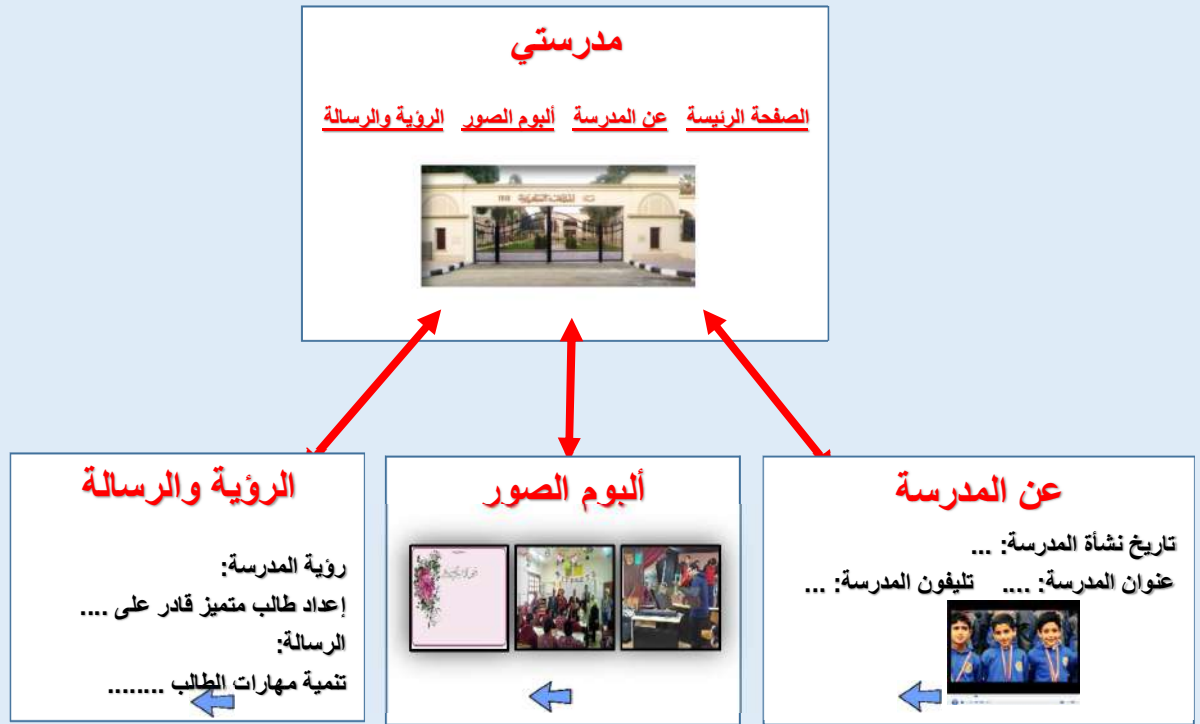 مدرستي
الصفحة الرئيسة عن المدرسة ألبوم الصور الرؤية والرسالة
عن المدرسة
تاريخ نشأة المدرسة: ...
عنوان المدرسة: .... تليفون المدرسة: ...
ألبوم الصور
الرؤية والرسالة
رؤية المدرسة:
إعداد طالب متميز قادر على ....
الرسالة:
تنمية مهارات الطالب ........